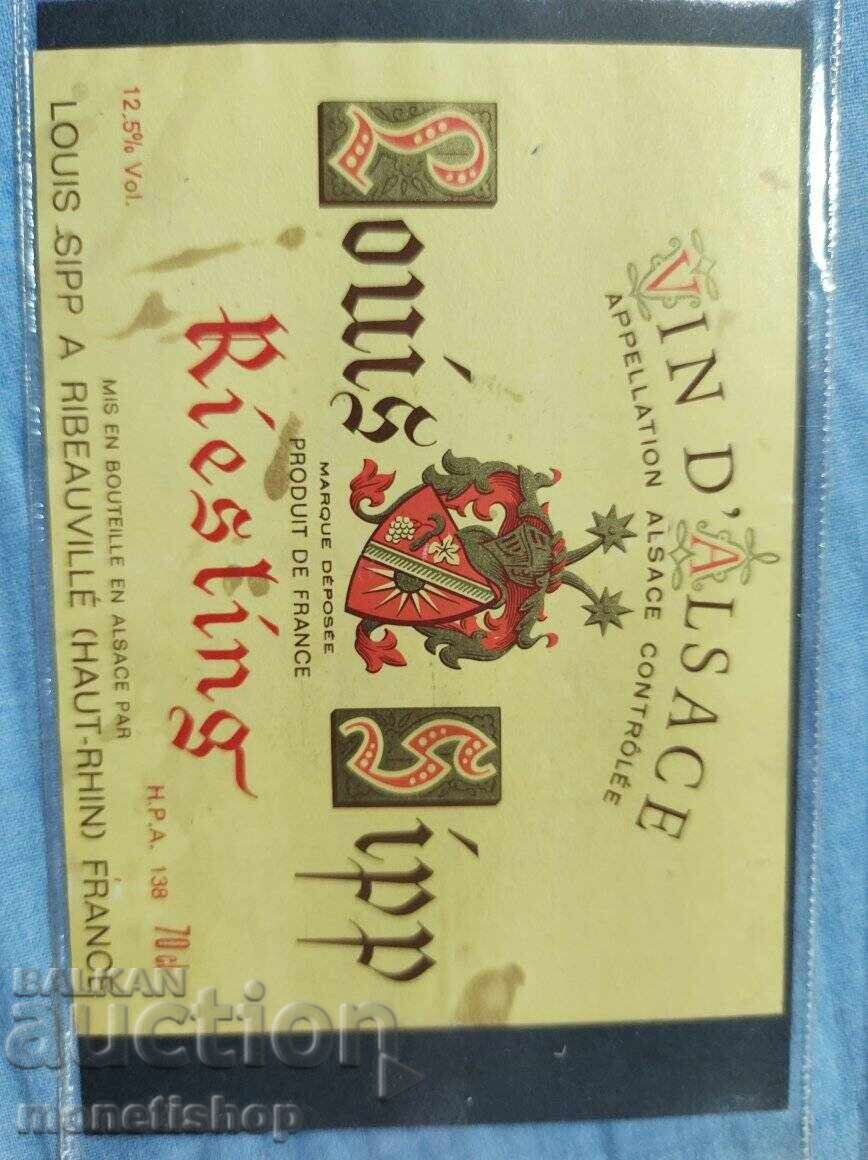 VIN D'ALSACE
APPELLATION ALSACE CONTRÔLÉE
Louis Sipp
MARQUE DÉPOSÉE
PRODUIT DE FRANCE
Riesling
12,5% Vol.
H.P.A. 138 70 cl
MIS EN BOUTEILLE EN ALSACE PAR
LOUIS SIPP A RIBEAUVILLÉ (HAUT-RHIN) FRANCE
BALKAN
auction
monetishop